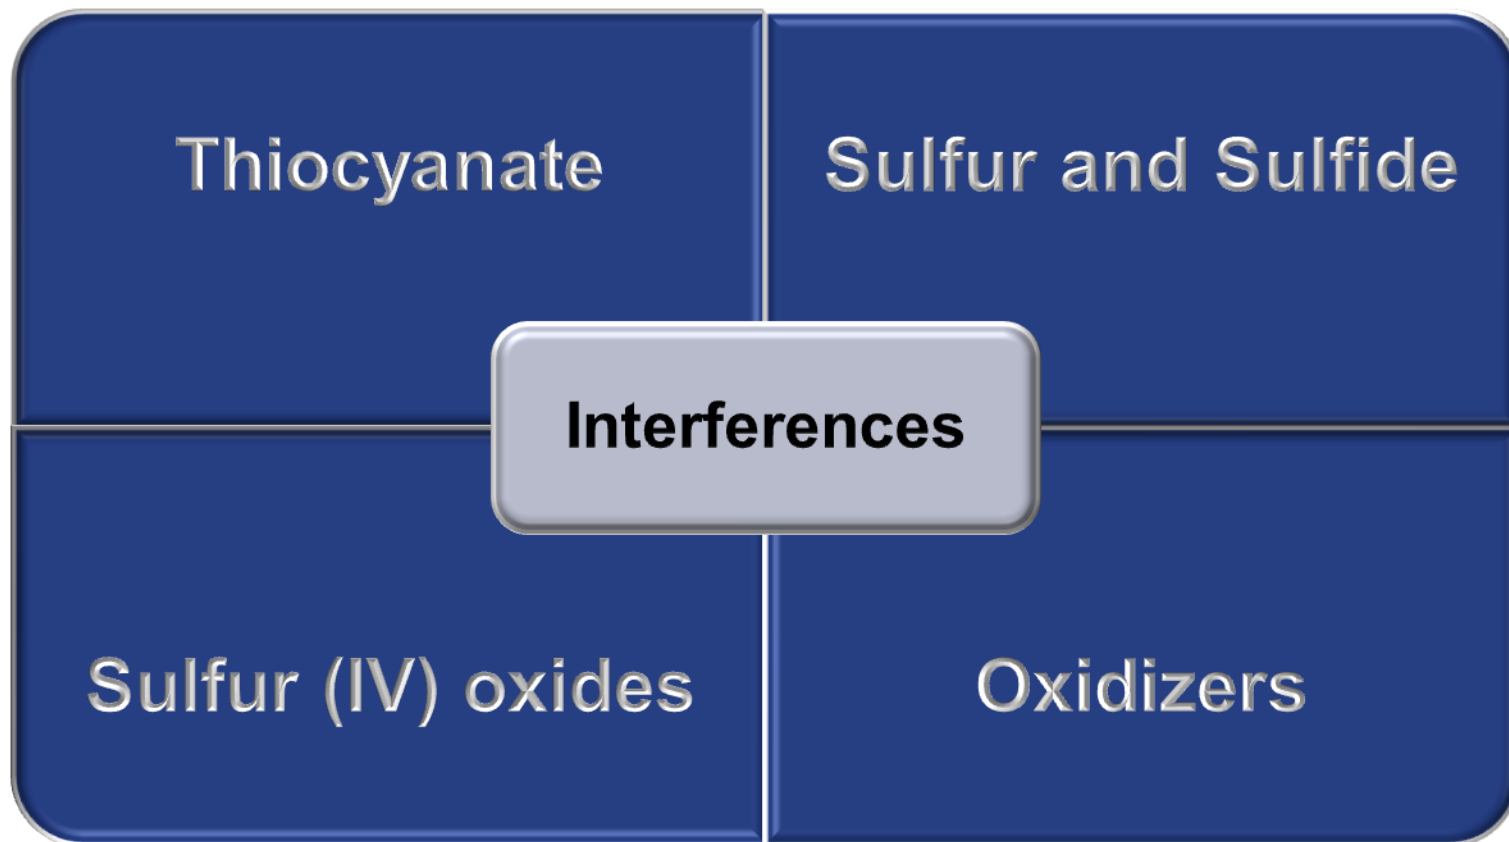 Thiocyanate
Sulfur and Sulfide
Interferences
Sulfur (IV) oxides
Oxidizers